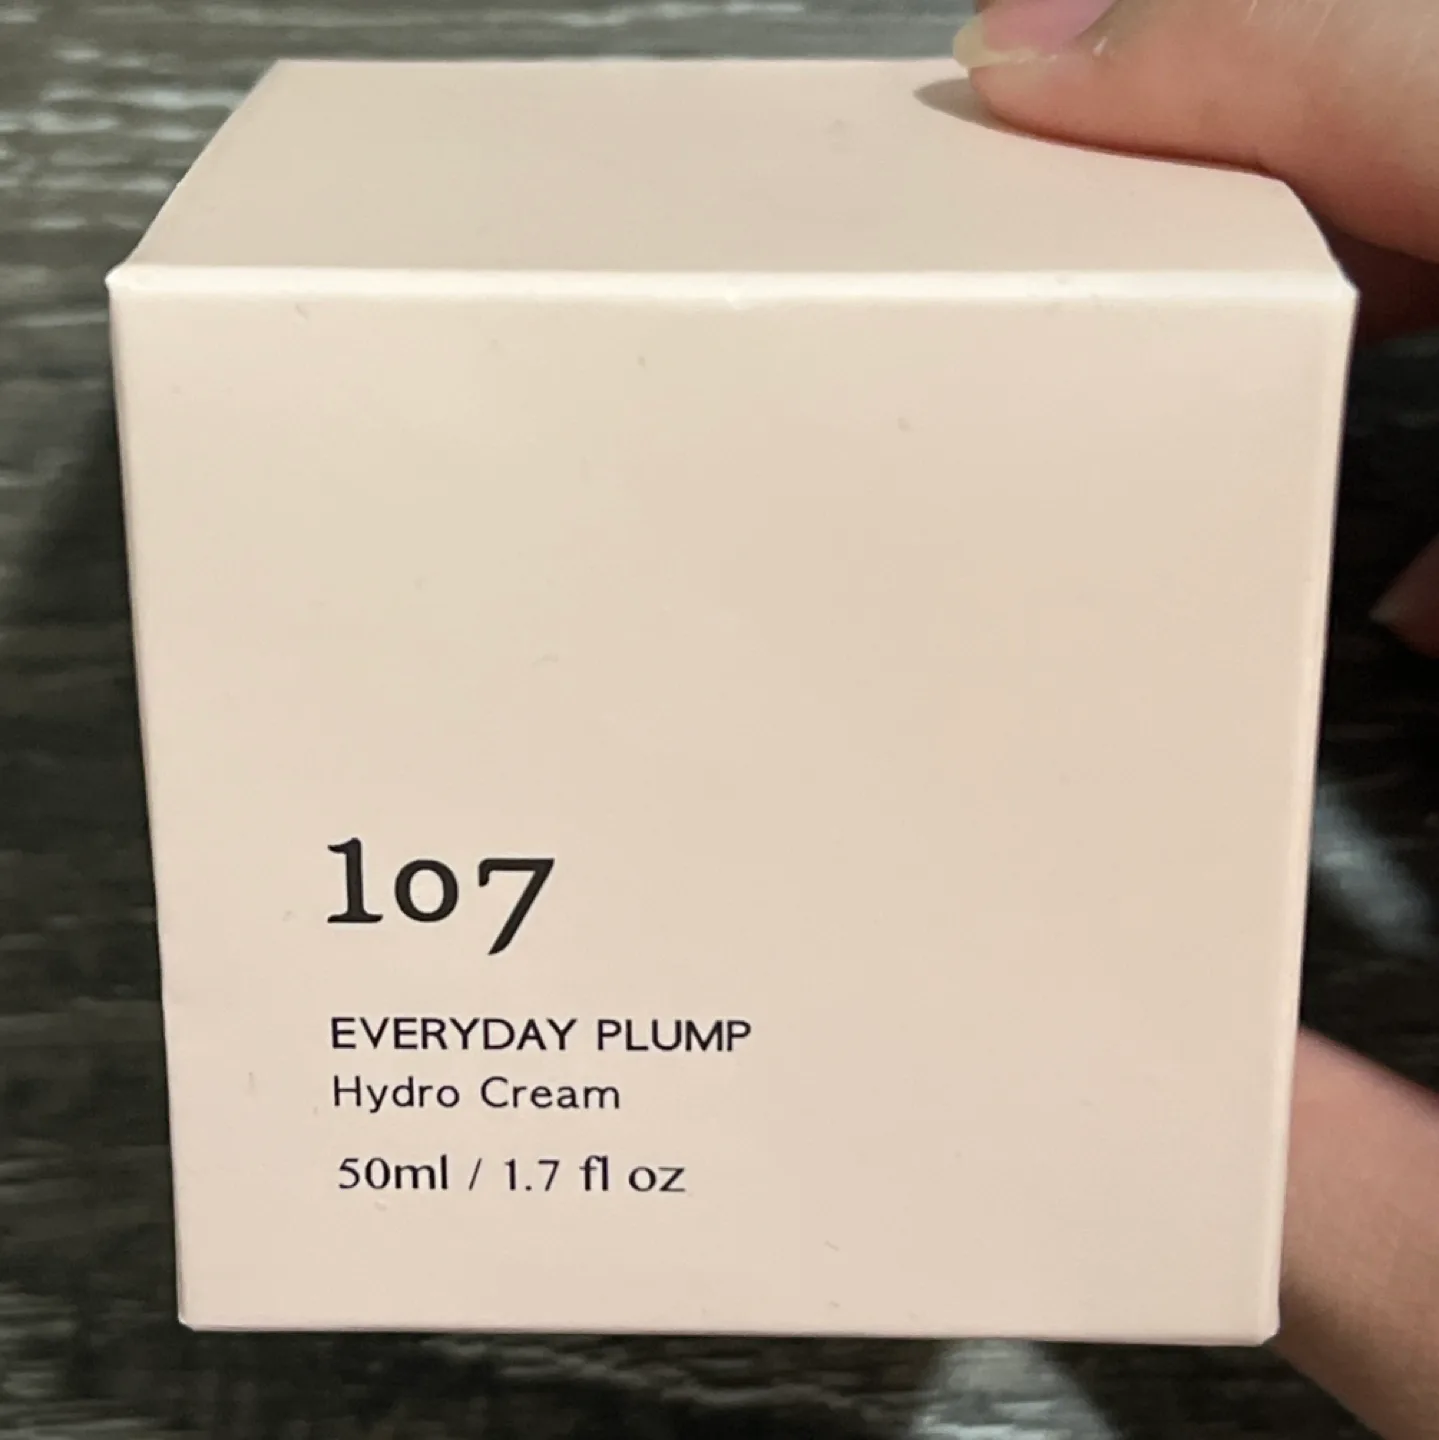 107
EVERYDAY PLUMP
Hydro Cream
50ml / 1.7 fl oz